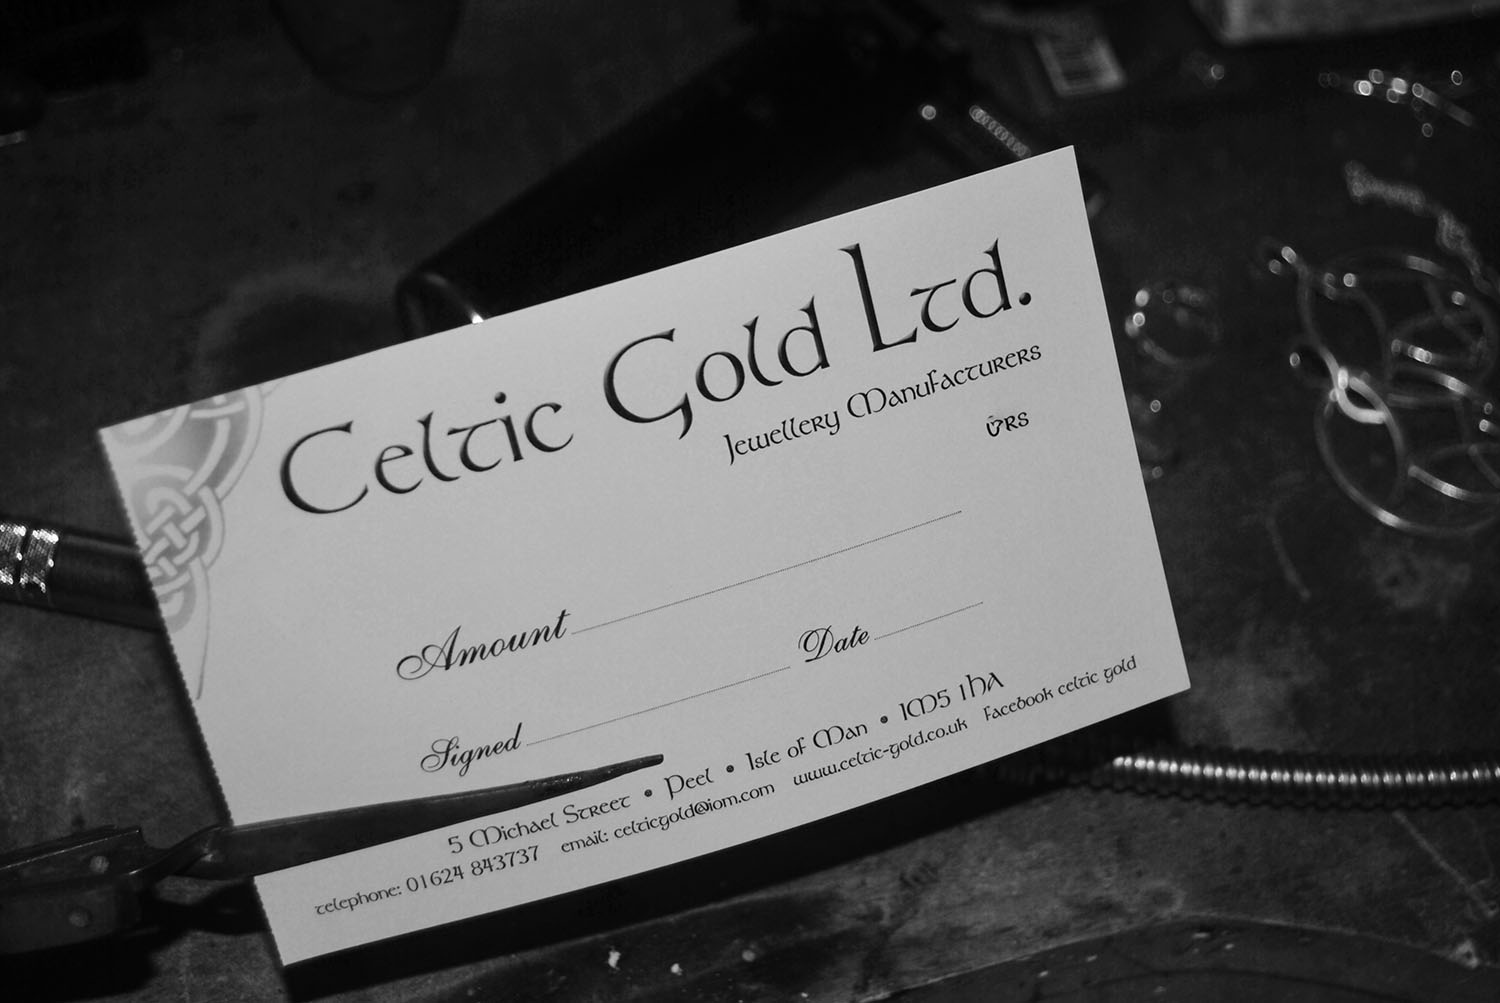 Celtic Gold Ltd.
Jewellery Manufacturers
Amount
Signed
Date
5 Michael Street • Peel • Isle of Man • IM5 1HA
telephone: 01624 843737 email: celticgold@iom.com www.celtic-gold.co.uk Facebook celtic gold